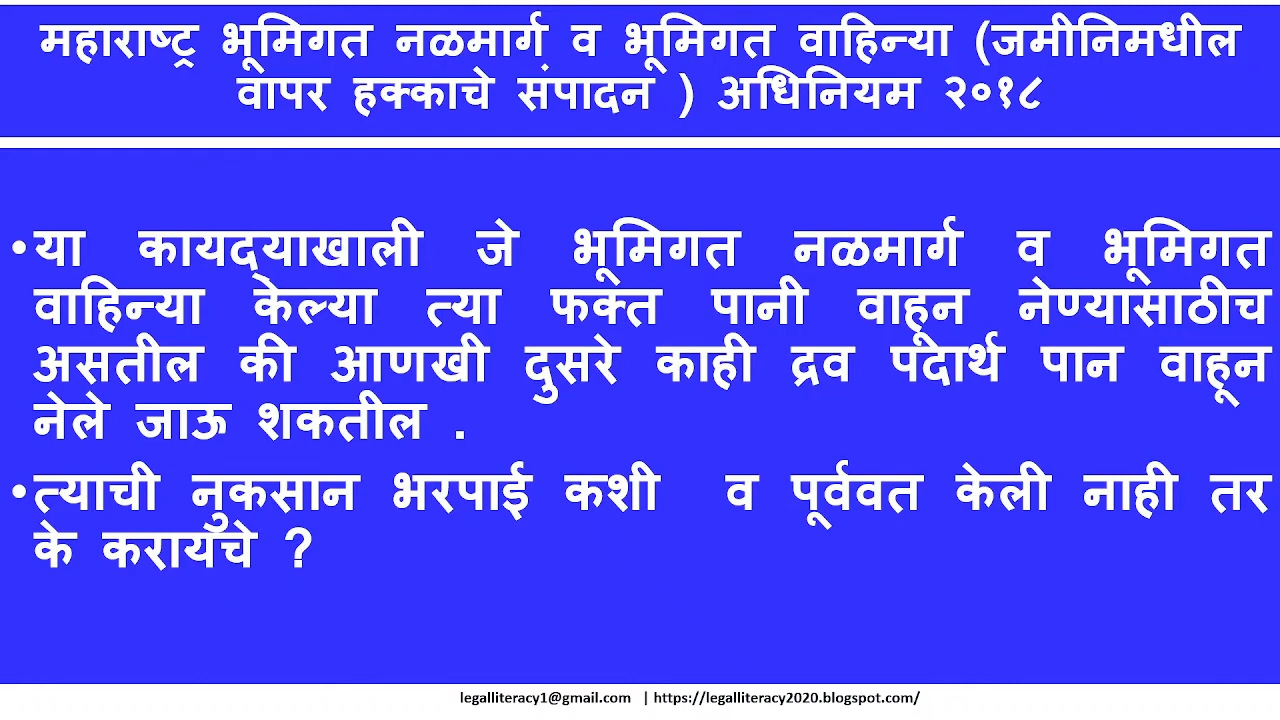 महाराष्ट्र भूमिगत नळमार्ग व भूमिगत वाहिन्या (जमीनिमधील
वापर हक्काचे संपादन ) अधिनियम २०१८
•या कायद्याखाली जे भूमिगत नळमार्ग व भूमिगत
वाहिन्या केल्या त्या फक्त पानी वाहून नेण्यासाठीच
असतील की आणखी दुसरे काही द्रव पदार्थ पान वाहून
नेले जाऊ शकतील .
•त्याची नुकसान भरपाई कशी व पूर्ववत केली नाही तर
के करायचे ?
legalliteracy1@gmail.com | https://legalliteracy2020.blogspot.com/